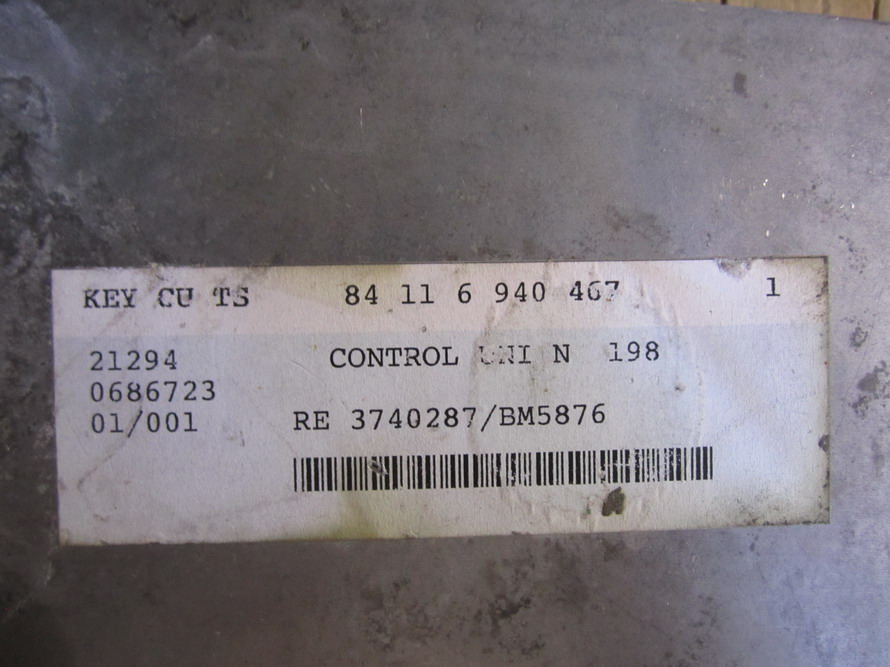 KEY CU TS 84 11 6 940 467 1
21294 CONTROL N 198
0686723
01/001 RE 3740287/BM5876